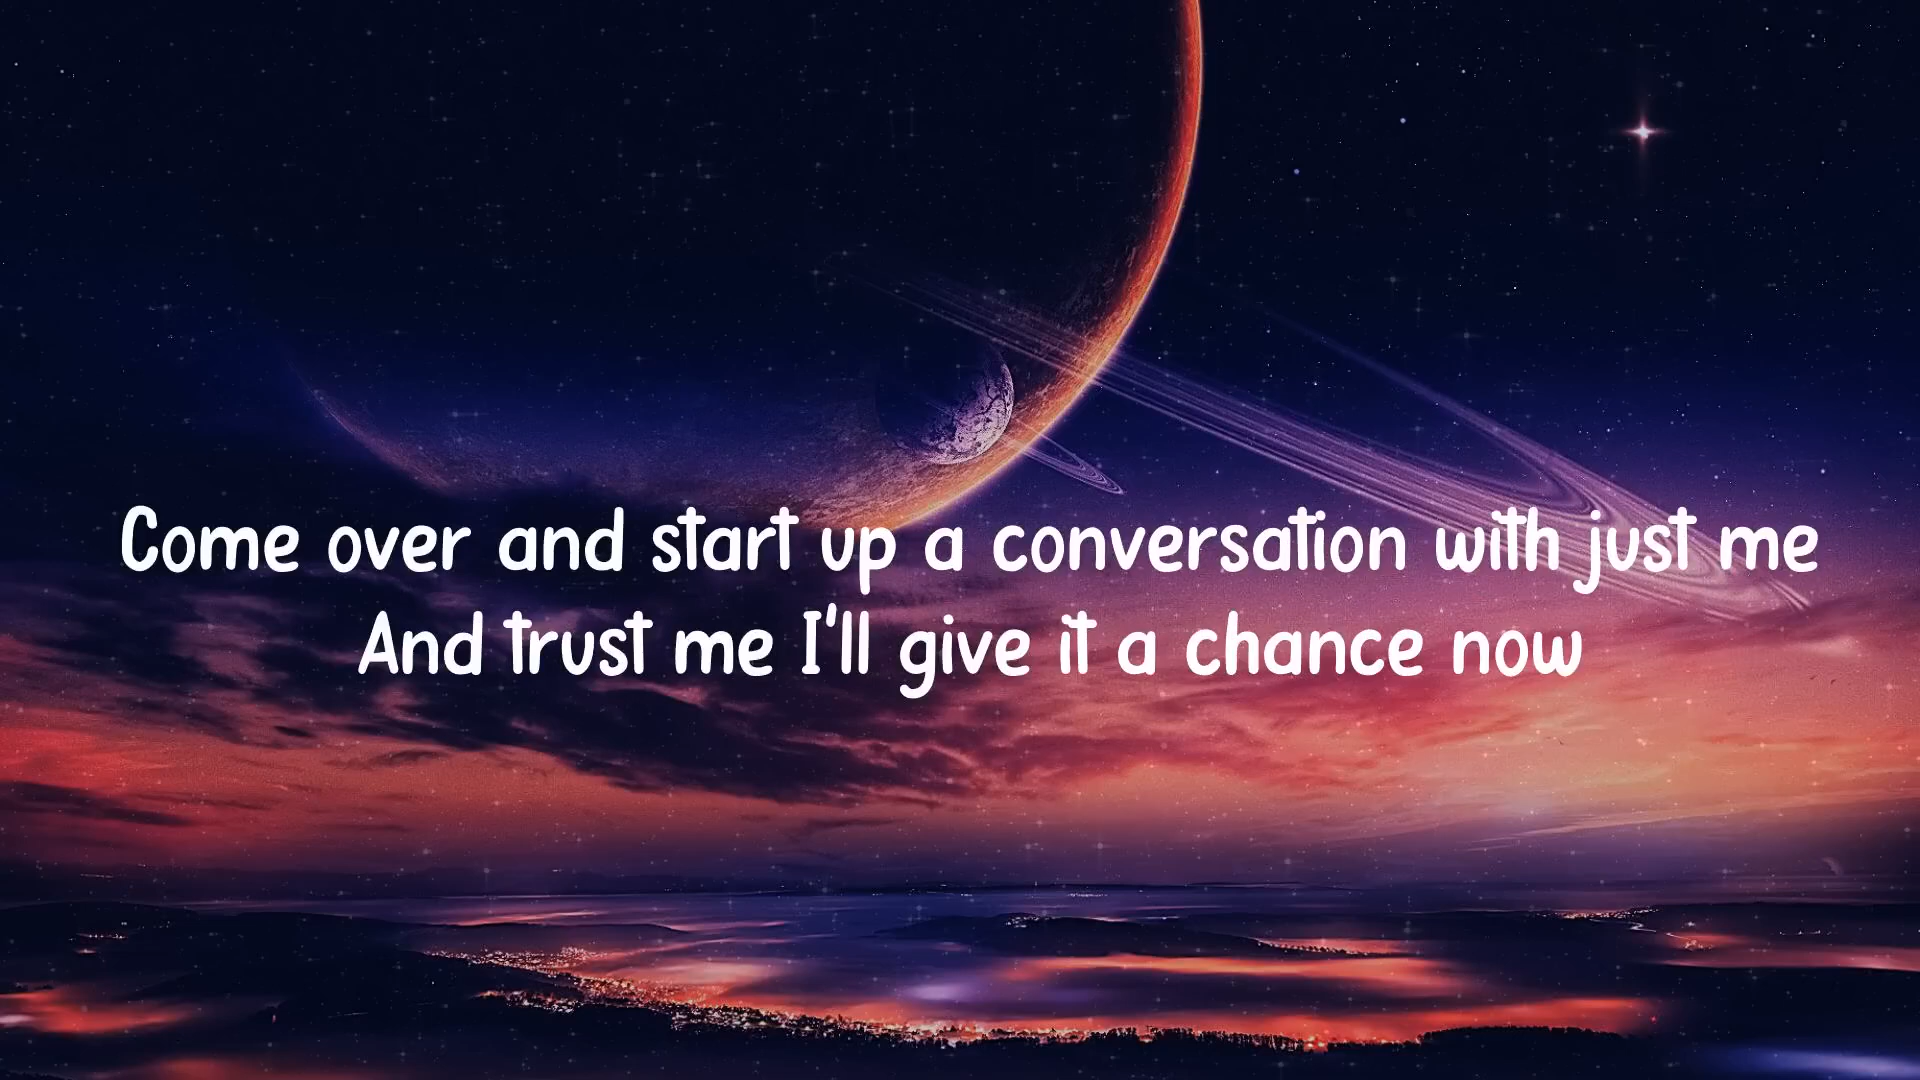 Come over and start up a conversation with just me
And trust me I'll give it a chance now